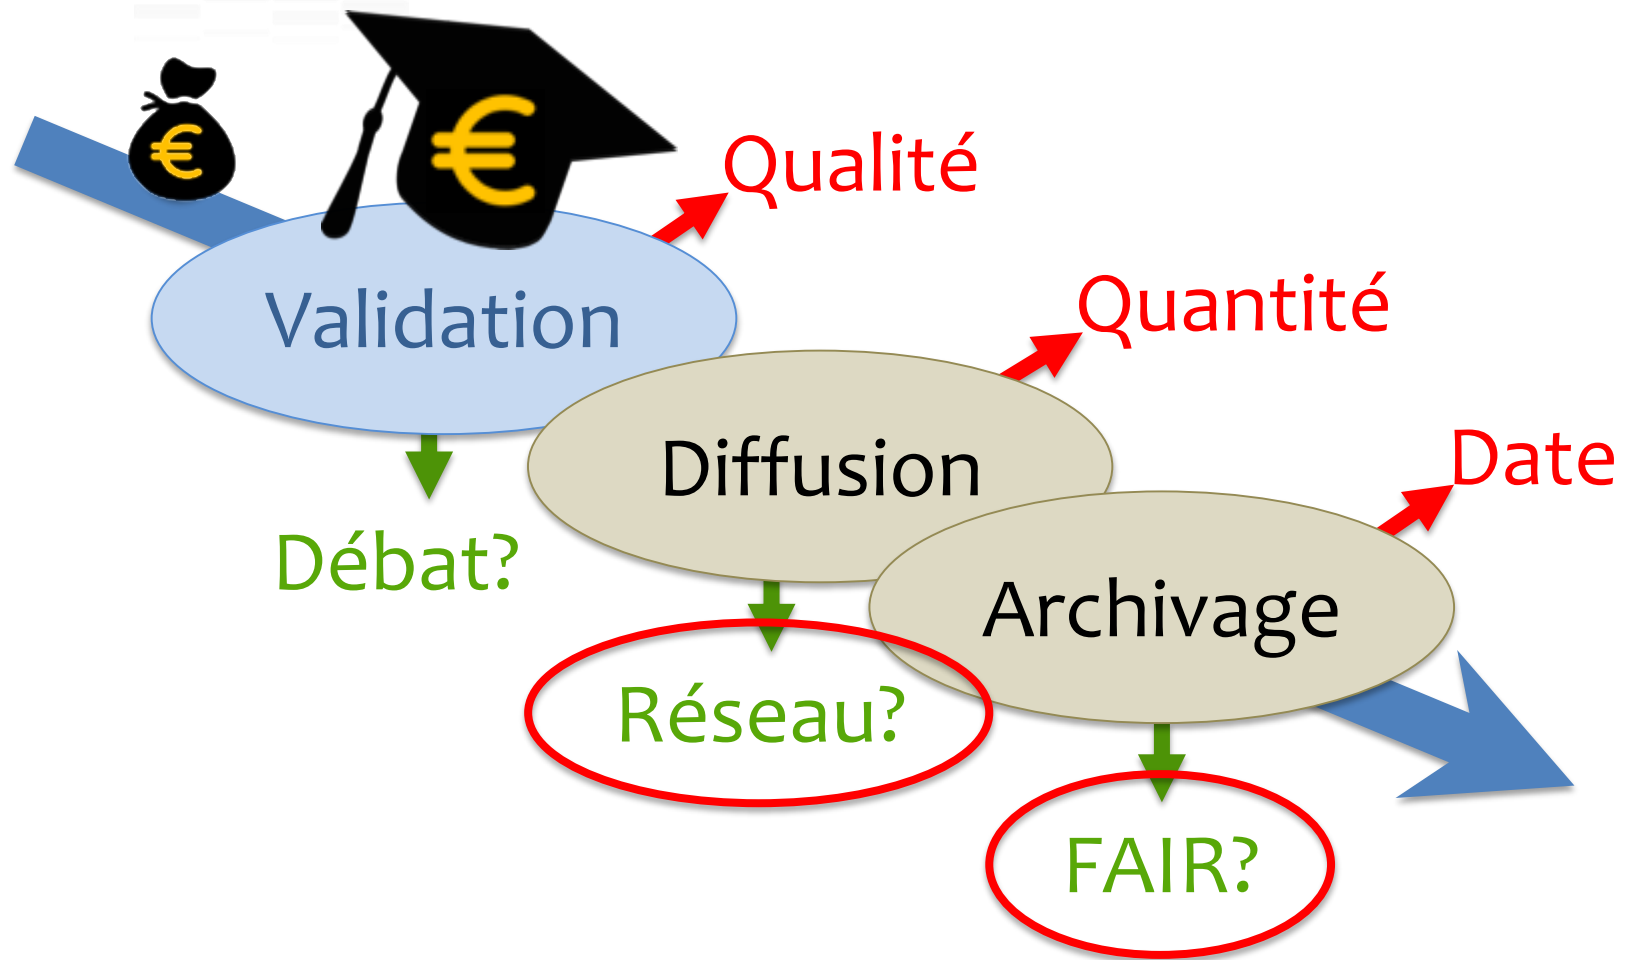 €
€
Qualité
Validation
Quantité
Diffusion
Date
Débat?
Archivage
Réseau?
FAIR?